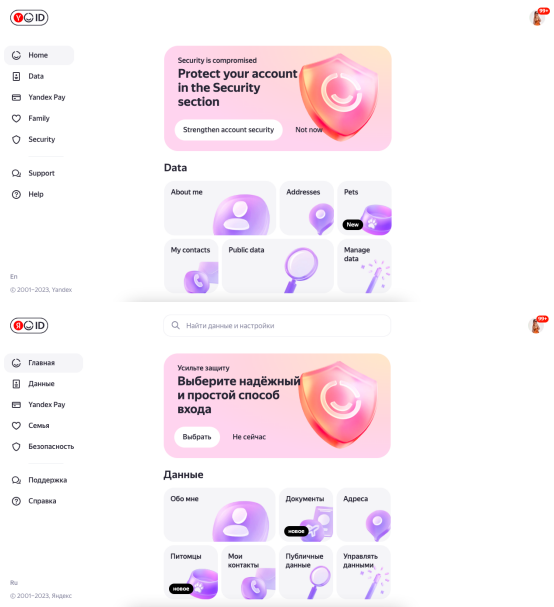 Y ID
99+
Home
Data
Yandex Pay
Family
Security
Support
Help
En
© 2001–2023, Yandex
Security is compromised
Protect your account
in the Security
section
Strengthen account security
Not now
Data
About me
Addresses
Pets
New
My contacts
Public data
Manage
data
Я ID
Найти данные и настройки
99+
Главная
Данные
Yandex Pay
Семья
Безопасность
Поддержка
Справка
Ru
© 2001–2023, Яндекс
Усильте защиту
Выберите надёжный
и простой способ
входа
Выбрать
Не сейчас
Данные
Обо мне
Документы
новое
Адреса
Питомцы
новое
Мои
контакты
Публичные
данные
Управлять
данными